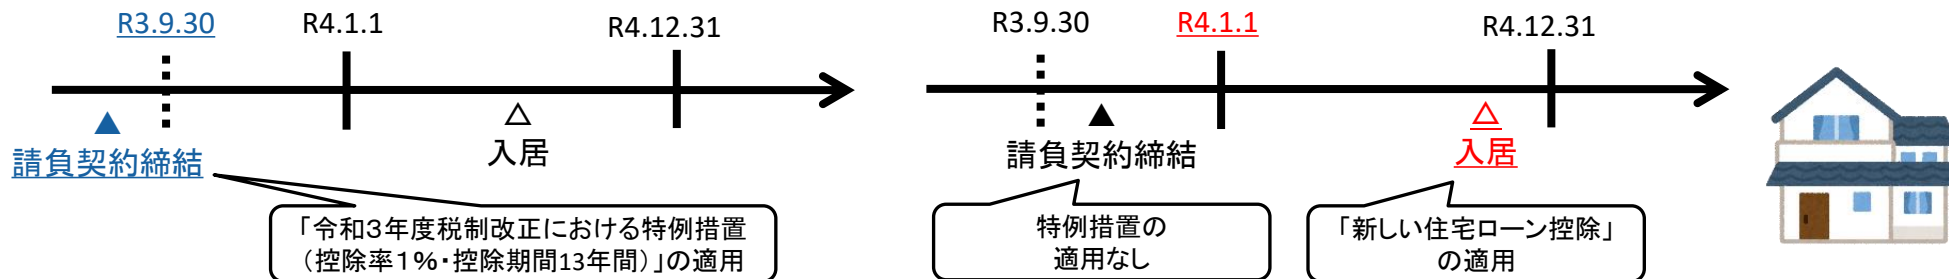 R3.9.30
R4.1.1
R4.12.31
▲
△
請負契約締結
入居
「令和3年度税制改正における特例措置
(控除率1%・控除期間13年間)」の適用
R3.9.30
R4.1.1
R4.12.31
▲
△
請負契約締結
入居
特例措置の
適用なし
「新しい住宅ローン控除」
の適用